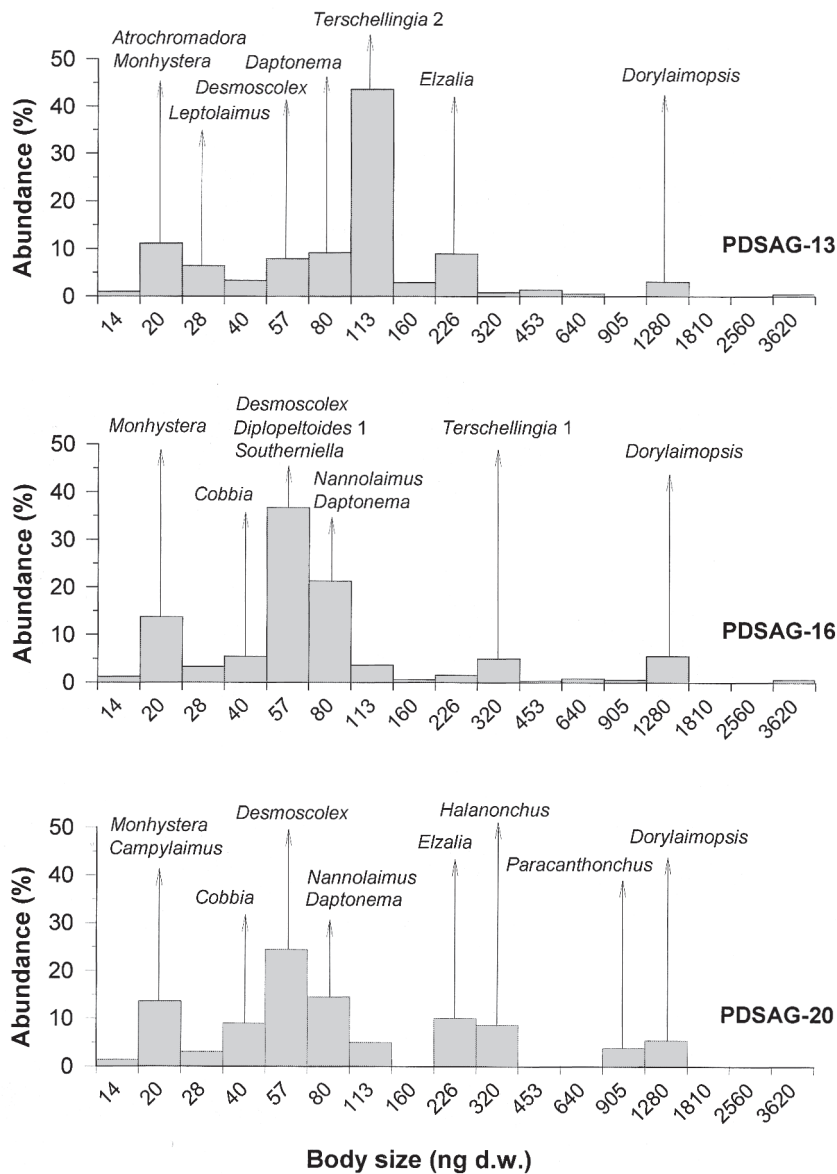 Terschellingia 2
Atrochromadora
Monhystera
Daptonema
Desmoscolex
Leptolaimus
Elzalia
Dorylaimopsis
Abundance (%)
50
40
30
20
10
0
PDSAG-13
14 20 28 40 57 80 113 160 226 320 453 640 905 1280 1810 2560 3620
Monhystera
Desmoscolex
Diplopeltoides 1
Southerniella
Cobbia
Nannolaimus
Daptonema
Terschellingia 1
Dorylaimopsis
Abundance (%)
50
40
30
20
10
0
PDSAG-16
14 20 28 40 57 80 113 160 226 320 453 640 905 1280 1810 2560 3620
Monhystera
Campylaimus
Desmoscolex
Cobbia
Nannolaimus
Daptonema
Halanonchus
Elzalia
Paracanthonchus
Dorylaimopsis
Abundance (%)
50
40
30
20
10
0
PDSAG-20
14 20 28 40 57 80 113 160 226 320 453 640 905 1280 1810 2560 3620
Body size (ng d.w.)